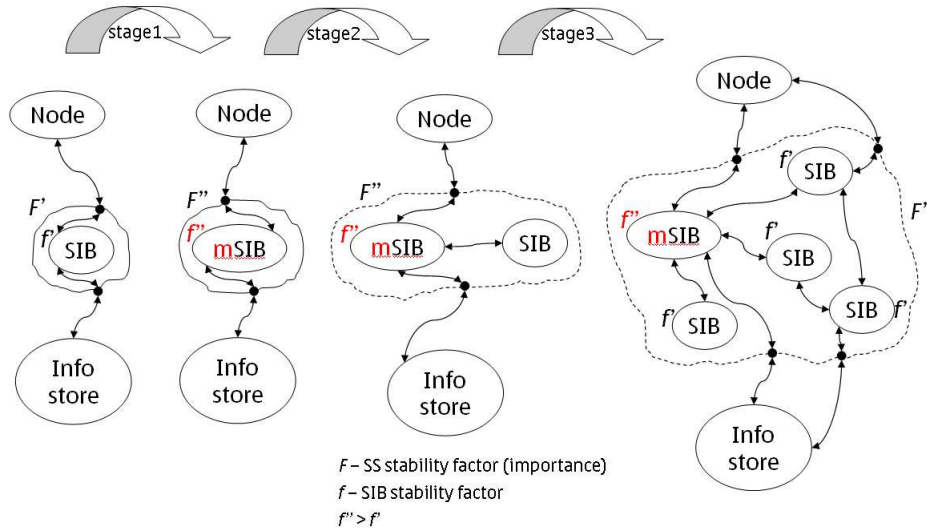 stage1
stage2
stage3
Node
F’
f’
SIB
Info
store
Node
F’’
f’’
mSIB
Info
store
Node
F’’
f’’
mSIB
SIB
Info
store
Node
f’
SIB
F’’
f’’
mSIB
f’
SIB
f’
SIB
SIB
f’
Info
store
F – SS stability factor (importance)
f – SIB stability factor
f’’ > f’